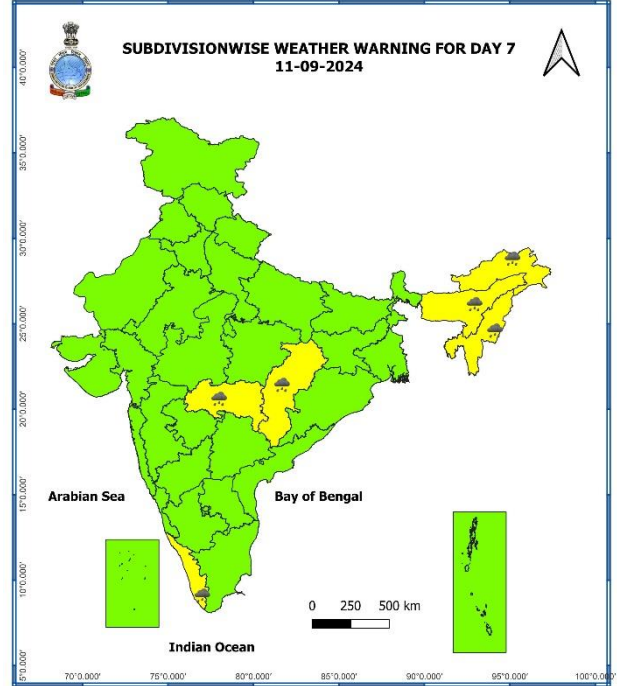 SUBDIVISIONWISE WEATHER WARNING FOR DAY 7
11-09-2024
40°0.000'
35°0.000'
30°0.000'
25°0.000'
20°0.000'
15°0.000'
10°0.000'
5°0.000'
Arabian Sea
Bay of Bengal
0 250 500 km
Indian Ocean
70°0.000' 75°0.000' 80°0.000' 85°0.000' 90°0.000' 95°0.000' 100°0.000'